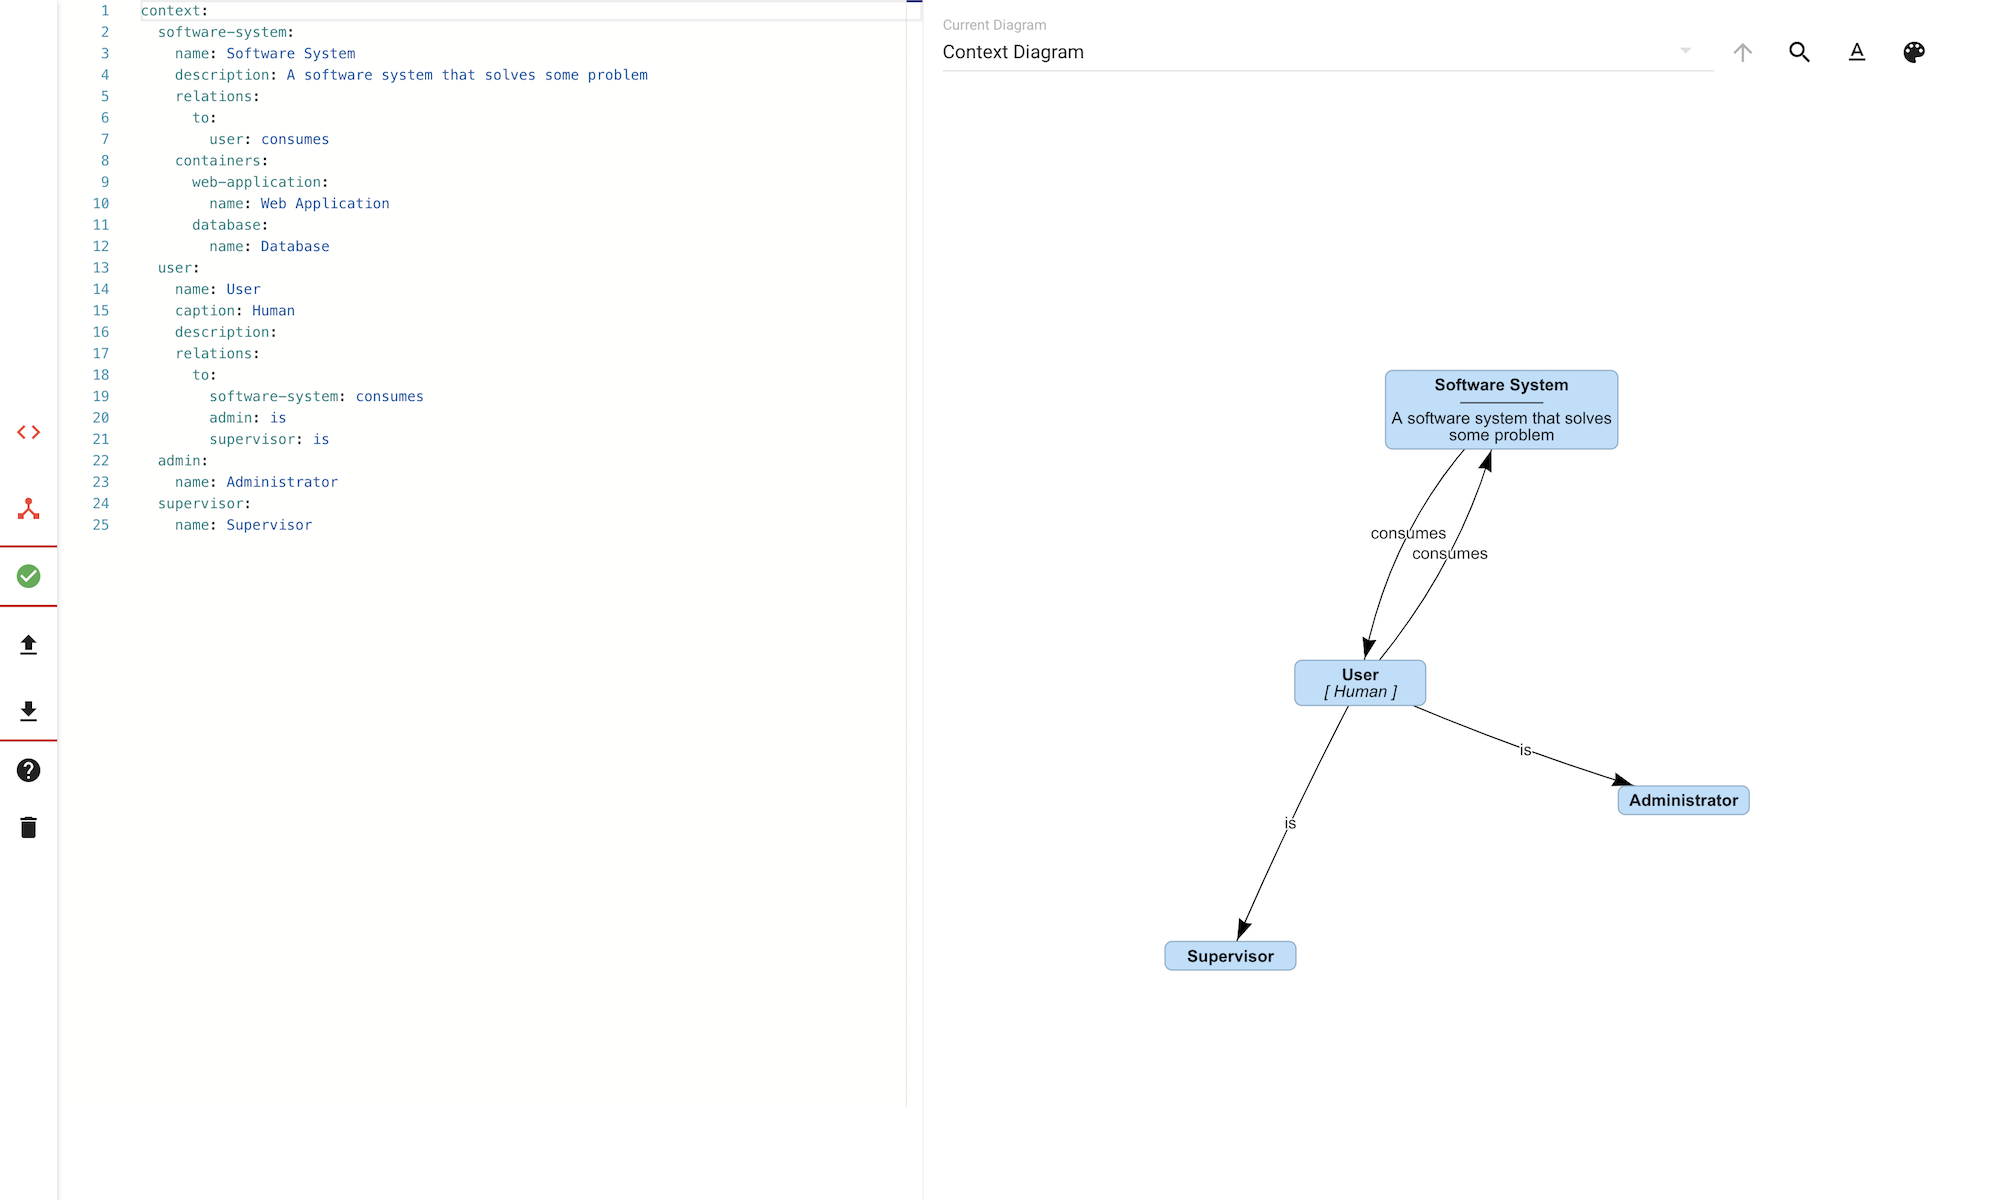 1 context:
2 software-system:
3 name: Software System
4 description: A software system that solves some problem
5 relations:
6 to:
7 user: consumes
8 containers:
9 web-application:
10 name: Web Application
11 database:
12 name: Database
13 user:
14 name: User
15 caption: Human
16 description:
17 relations:
18 to:
19 software-system: consumes
20 admin: is
21 supervisor: is
22 admin:
23 name: Administrator
24 supervisor:
25 name: Supervisor
Current Diagram
Context Diagram
A
Software System
A software system that solves
some problem
consumes
consumes
User
[ Human ]
is
Administrator
is
Supervisor
?